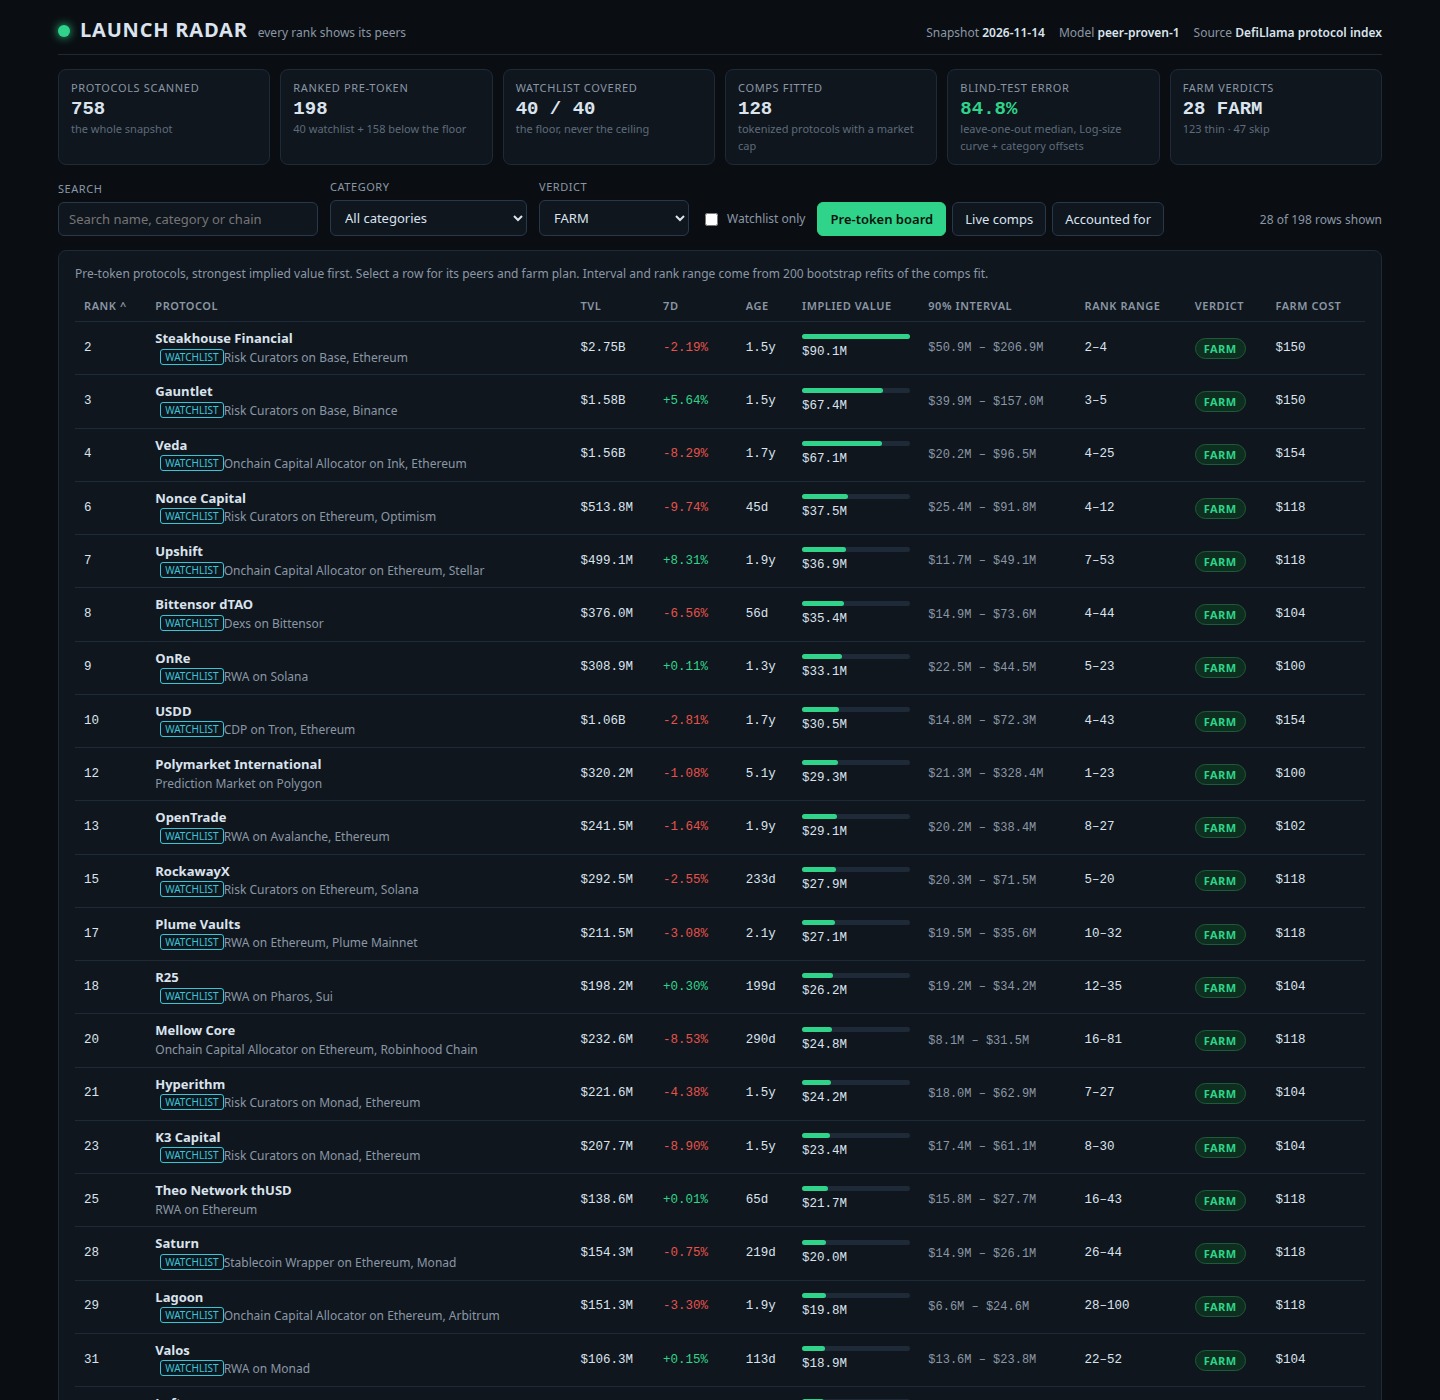 LAUNCH RADAR every rank shows its peers Snapshot 2026-11-14 Model peer-proven-1 Source DefiLlama protocol index
PROTOCOLS SCANNED
758
the whole snapshot
RANKED PRE-TOKEN
198
40 watchlist + 158 below the floor
WATCHLIST COVERED
40 / 40
the floor, never the ceiling
COMPS FITTED
128
tokenized protocols with a market
cap
BLIND-TEST ERROR
84.8%
leave-one-out median, Log-size
curve + category offsets
FARM VERDICTS
28 FARM
123 thin · 47 skip
SEARCH
Search name, category or chain
CATEGORY
All categories
VERDICT
FARM
Watchlist only
Pre-token board
Live comps
Accounted for
28 of 198 rows shown
Pre-token protocols, strongest implied value first. Select a row for its peers and farm plan. Interval and rank range come from 200 bootstrap refits of the comps fit.
RANK ^ PROTOCOL TVL 7D AGE IMPLIED VALUE 90% INTERVAL RANK RANGE VERDICT FARM COST
2 Steakhouse Financial $2.75B -2.19% 1.5y $90.1M $50.9M – $206.9M 2–4 FARM $150
WATCHLIST Risk Curators on Base, Ethereum
3 Gauntlet $1.58B +5.64% 1.5y $67.4M $39.9M – $157.0M 3–5 FARM $150
WATCHLIST Risk Curators on Base, Binance
4 Veda $1.56B -8.29% 1.7y $67.1M $20.2M – $96.5M 4–25 FARM $154
WATCHLIST Onchain Capital Allocator on Ink, Ethereum
6 Nonce Capital $513.8M -9.74% 45d $37.5M $25.4M – $91.8M 4–12 FARM $118
WATCHLIST Risk Curators on Ethereum, Optimism
7 Upshift $499.1M +8.31% 1.9y $36.9M $11.7M – $49.1M 7–53 FARM $118
WATCHLIST Onchain Capital Allocator on Ethereum, Stellar
8 Bittensor dTAO $376.0M -6.56% 56d $35.4M $14.9M – $73.6M 4–44 FARM $104
WATCHLIST Dexs on Bittensor
9 OnRe $308.9M +0.11% 1.3y $33.1M $22.5M – $44.5M 5–23 FARM $100
WATCHLIST RWA on Solana
10 USDD $1.06B -2.81% 1.7y $30.5M $14.8M – $72.3M 4–43 FARM $154
WATCHLIST CDP on Tron, Ethereum
12 Polymarket International $320.2M -1.08% 5.1y $29.3M $21.3M – $328.4M 1–23 FARM $100
Prediction Market on Polygon
13 OpenTrade $241.5M -1.64% 1.9y $29.1M $20.2M – $38.4M 8–27 FARM $102
WATCHLIST RWA on Avalanche, Ethereum
15 RockawayX $292.5M -2.55% 233d $27.9M $20.3M – $71.5M 5–20 FARM $118
WATCHLIST Risk Curators on Ethereum, Solana
17 Plume Vaults $211.5M -3.08% 2.1y $27.1M $19.5M – $35.6M 10–32 FARM $118
WATCHLIST RWA on Ethereum, Plume Mainnet
18 R25 $198.2M +0.30% 199d $26.2M $19.2M – $34.2M 12–35 FARM $104
WATCHLIST RWA on Pharos, Sui
20 Mellow Core $232.6M -8.53% 290d $24.8M $8.1M – $31.5M 16–81 FARM $118
Onchain Capital Allocator on Ethereum, Robinhood Chain
21 Hyperithm $221.6M -4.38% 1.5y $24.2M $18.0M – $62.9M 7–27 FARM $104
WATCHLIST Risk Curators on Monad, Ethereum
23 K3 Capital $207.7M -8.90% 1.5y $23.4M $17.4M – $61.1M 8–30 FARM $104
WATCHLIST Risk Curators on Monad, Ethereum
25 Theo Network thUSD $138.6M +0.01% 65d $21.7M $15.8M – $27.7M 16–43 FARM $118
RWA on Ethereum
28 Saturn $154.3M -0.75% 219d $20.0M $14.9M – $26.1M 26–44 FARM $118
WATCHLIST Stablecoin Wrapper on Ethereum, Monad
29 Lagoon $151.3M -3.30% 1.9y $19.8M $6.6M – $24.6M 28–100 FARM $118
WATCHLIST Onchain Capital Allocator on Ethereum, Arbitrum
31 Valos $106.3M +0.15% 113d $18.9M $13.6M – $23.8M 22–52 FARM $104
WATCHLIST RWA on Monad